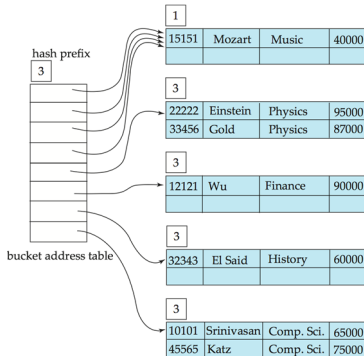 1
15151 Mozart Music 40000
hash prefix
3
3
22222 Einstein Physics 95000
33456 Gold Physics 87000
3
12121 Wu Finance 90000
3
32343 El Said History 60000
bucket address table
3
10101 Srinivasan Comp. Sci. 65000
45565 Katz Comp. Sci. 75000